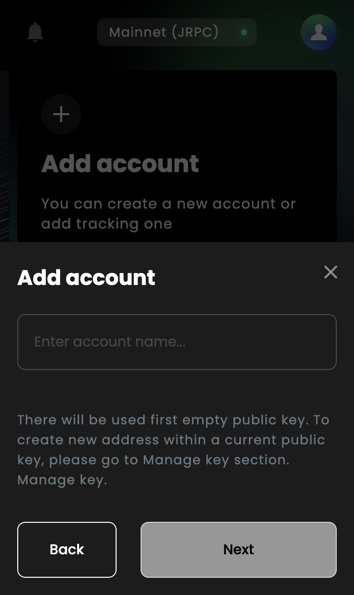 Mainnet (JRPC)
Add account
You can create a new account or
add tracking one
Add account
Enter account name...
There will be used first empty public key. To
create new address within a current public
key, please go to Manage key section.
Manage key.
Back
Next